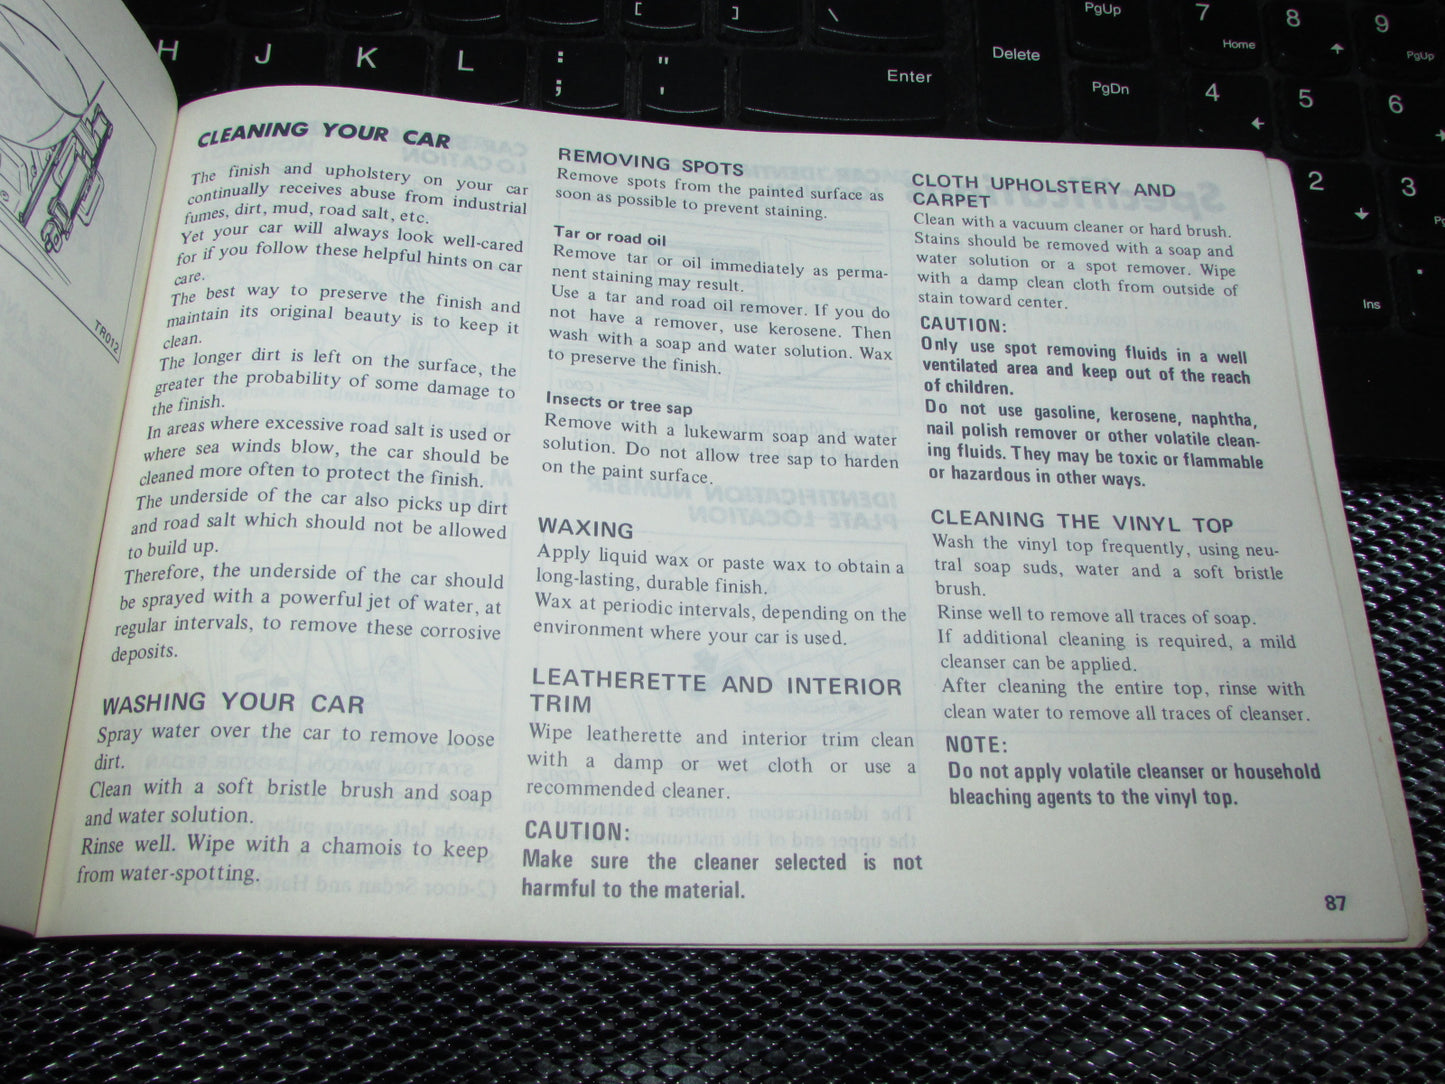 [
]
\
PgUp
7
Home
8
9
PgUp
H
J
K
L
:
;
"
'
Enter
Delete
PgDn
4
5
6
2
3
Ins
.
TR012
CLEANING YOUR CAR
The finish and upholstery on your car
continually receives abuse from industrial
fumes, dirt, mud, road salt, etc.
Yet your car will always look well-cared
for if you follow these helpful hints on car
care.
The best way to preserve the finish and
maintain its original beauty is to keep it
clean.
The longer dirt is left on the surface, the
greater the probability of some damage to
the finish.
In areas where excessive road salt is used or
where sea winds blow, the car should be
cleaned more often to protect the finish.
The underside of the car also picks up dirt
and road salt which should not be allowed
to build up.
Therefore, the underside of the car should
be sprayed with a powerful jet of water, at
regular intervals, to remove these corrosive
deposits.
WASHING YOUR CAR
Spray water over the car to remove loose
dirt.
Clean with a soft bristle brush and soap
and water solution.
Rinse well. Wipe with a chamois to keep
from water-spotting.
REMOVING SPOTS
Remove spots from the painted surface as
soon as possible to prevent staining.
Tar or road oil
Remove tar or oil immediately as perma-
nent staining may result.
Use a tar and road oil remover. If you do
not have a remover, use kerosene. Then
wash with a soap and water solution. Wax
to preserve the finish.
Insects or tree sap
Remove with a lukewarm soap and water
solution. Do not allow tree sap to harden
on the paint surface.
WAXING
Apply liquid wax or paste wax to obtain a
long-lasting, durable finish.
Wax at periodic intervals, depending on the
environment where your car is used.
LEATHERETTE AND INTERIOR
TRIM
Wipe leatherette and interior trim clean
with a damp or wet cloth or use a
recommended cleaner.
CAUTION:
Make sure the cleaner selected is not
harmful to the material.
CLOTH UPHOLSTERY AND
CARPET
Clean with a vacuum cleaner or hard brush.
Stains should be removed with a soap and
water solution or a spot remover. Wipe
with a damp clean cloth from outside of
stain toward center.
CAUTION:
Only use spot removing fluids in a well
ventilated area and keep out of the reach
of children.
Do not use gasoline, kerosene, naphtha,
nail polish remover or other volatile clean-
ing fluids. They may be toxic or flammable
or hazardous in other ways.
CLEANING THE VINYL TOP
Wash the vinyl top frequently, using neu-
tral soap suds, water and a soft bristle
brush.
Rinse well to remove all traces of soap.
If additional cleaning is required, a mild
cleanser can be applied.
After cleaning the entire top, rinse with
clean water to remove all traces of cleanser.
NOTE:
Do not apply volatile cleanser or household
bleaching agents to the vinyl top.
87